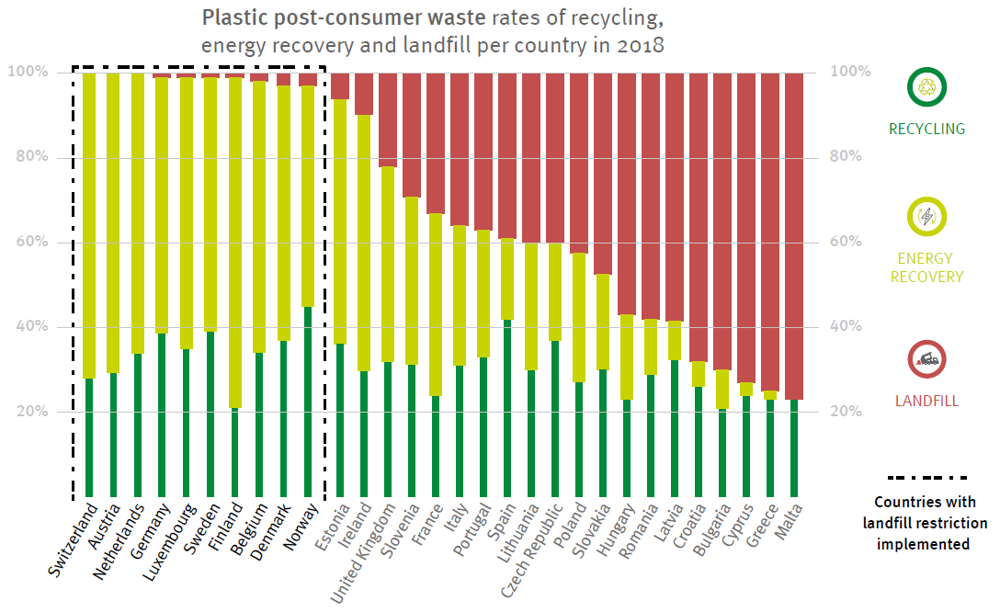 Plastic post-consumer waste rates of recycling,
energy recovery and landfill per country in 2018
100%
80%
60%
40%
20%
100%
80%
60%
40%
20%
RECYCLING
ENERGY
RECOVERY
LANDFILL
Countries with
landfill restriction
implemented
Switzerland
Austria
Netherlands
Germany
Luxembourg
Sweden
Finland
Belgium
Denmark
Norway
Estonia
Ireland
United Kingdom
Slovenia
France
Italy
Portugal
Spain
Lithuania
Czech Republic
Poland
Slovakia
Hungary
Romania
Latvia
Croatia
Bulgaria
Cyprus
Greece
Malta